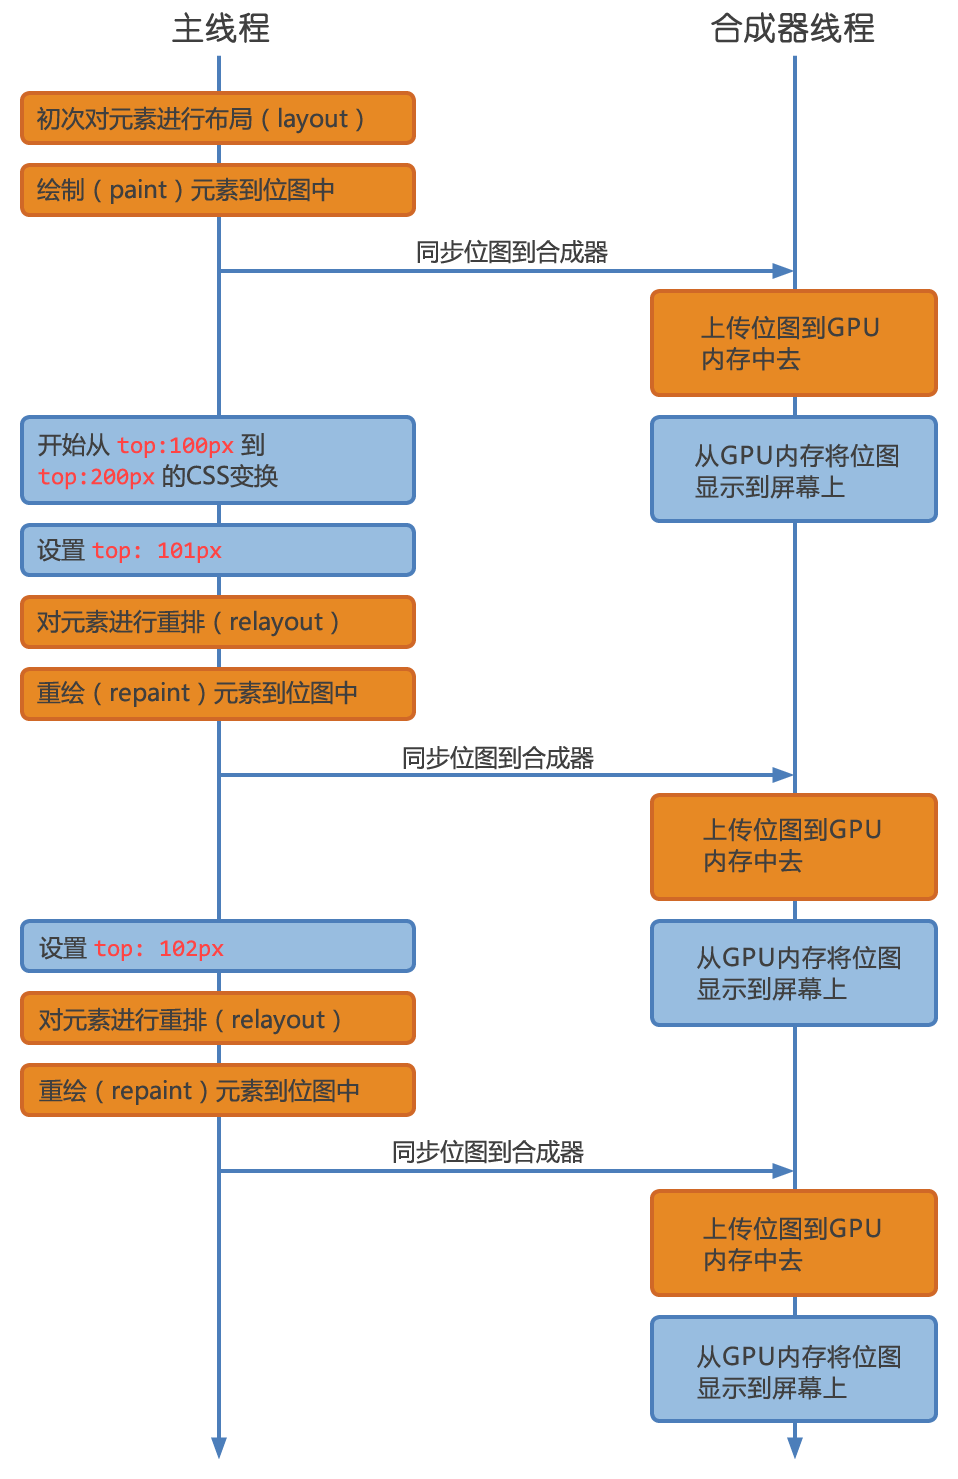 主线程
合成器线程
初次对元素进行布局（layout）
绘制（paint）元素到位图中
同步位图到合成器
上传位图到GPU
内存中去
开始从 top:100px 到
top:200px 的CSS变换
从GPU内存将位图
显示到屏幕上
设置 top: 101px
对元素进行重排（relayout）
重绘（repaint）元素到位图中
同步位图到合成器
上传位图到GPU
内存中去
设置 top: 102px
从GPU内存将位图
显示到屏幕上
对元素进行重排（relayout）
重绘（repaint）元素到位图中
同步位图到合成器
上传位图到GPU
内存中去
从GPU内存将位图
显示到屏幕上